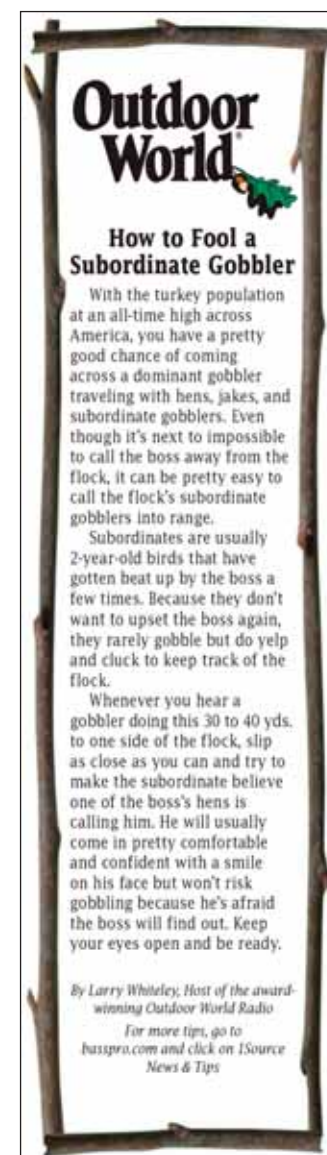 Outdoor
World®
How to Fool a
Subordinate Gobbler
With the turkey population
at an all-time high across
America, you have a pretty
good chance of coming
across a dominant gobbler
traveling with hens, jakes, and
subordinate gobblers. Even
though it's next to impossible
to call the boss away from the
flock, it can be pretty easy to
call the flock's subordinate
gobblers into range.
Subordinates are usually
2-year-old birds that have
gotten beat up by the boss a
few times. Because they don't
want to upset the boss again,
they rarely gobble but do yelp
and cluck to keep track of the
flock.
Whenever you hear a
gobbler doing this 30 to 40 yds.
to one side of the flock, slip
as close as you can and try to
make the subordinate believe
one of the boss's hens is
calling him. He will usually
come in pretty comfortable
and confident with a smile
on his face but won't risk
gobbling because he's afraid
the boss will find out. Keep
your eyes open and be ready.
By Larry Whiteley, Host of the award-
winning Outdoor World Radio
For more tips, go to
basspro.com and click on 1Source
News & Tips